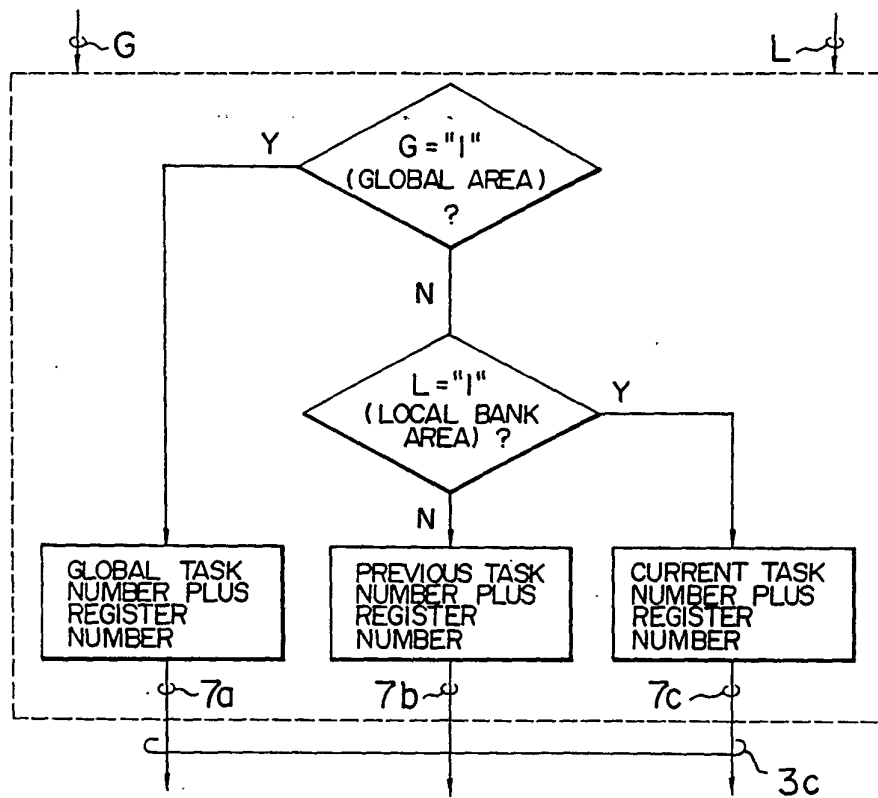 G
L
Y
G = "1"
(GLOBAL AREA)
?
N
L = "1"
(LOCAL BANK
AREA) ?
Y
N
GLOBAL TASK
NUMBER PLUS
REGISTER
NUMBER
PREVIOUS TASK
NUMBER PLUS
REGISTER
NUMBER
CURRENT TASK
NUMBER PLUS
REGISTER
NUMBER
7a
7b
7c
3c